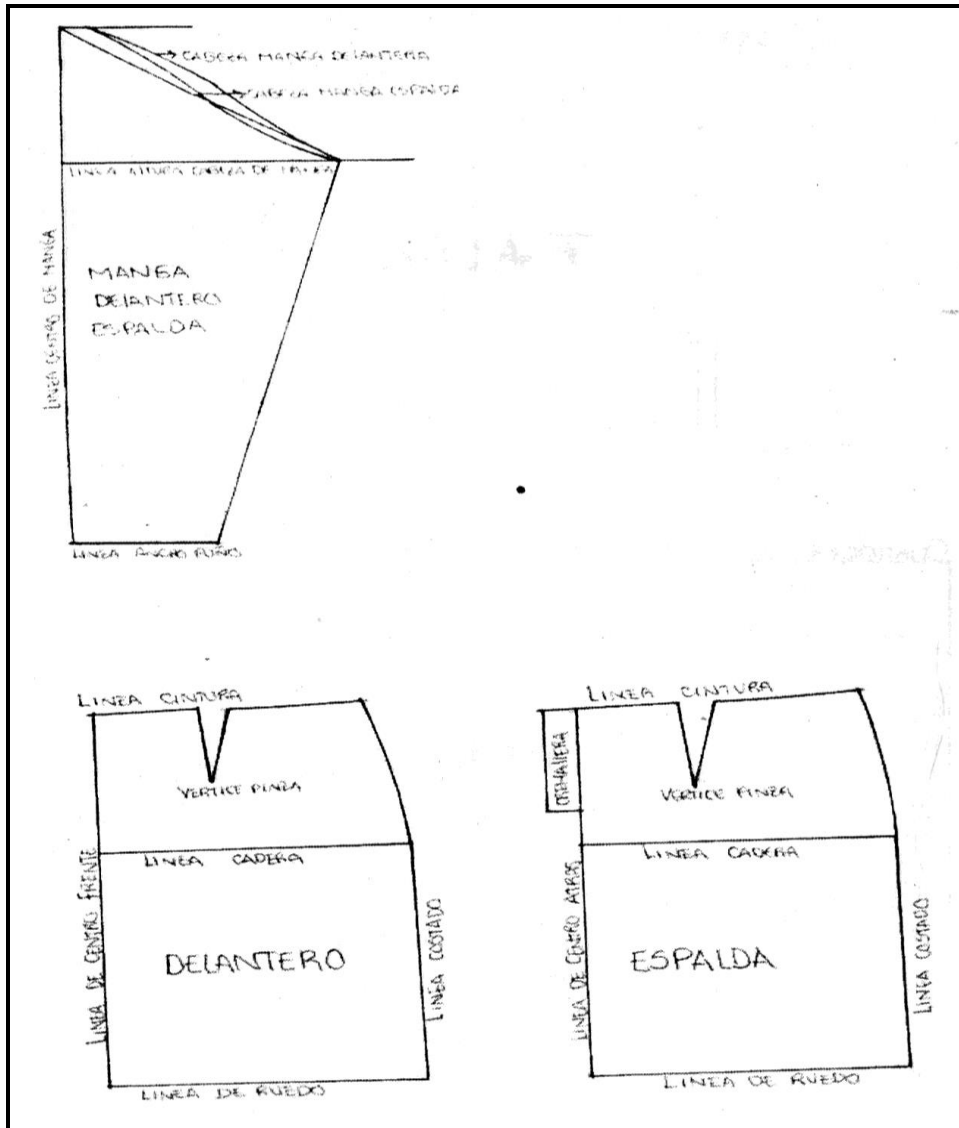 CABEZA MANGA DELANTERA
CABEZA MANGA ESPALDA
LINEA ALTURA CABEZA DE MANGA
LINEA CENTRO DE MANGA
MANGA
DELANTERO
ESPALDA
LINEA ANCHO PUÑO
LINEA CINTURA
VERTICE PINZA
LINEA CADERA
LINEA DE CENTRO FRENTE
DELANTERO
LINEA COSTADO
LINEA DE RUEDO
LINEA CINTURA
VERTICE PINZA
LINEA CADERA
LINEA DE CENTRO ATRAS
ESPALDA
LINEA COSTADO
LINEA DE RUEDO